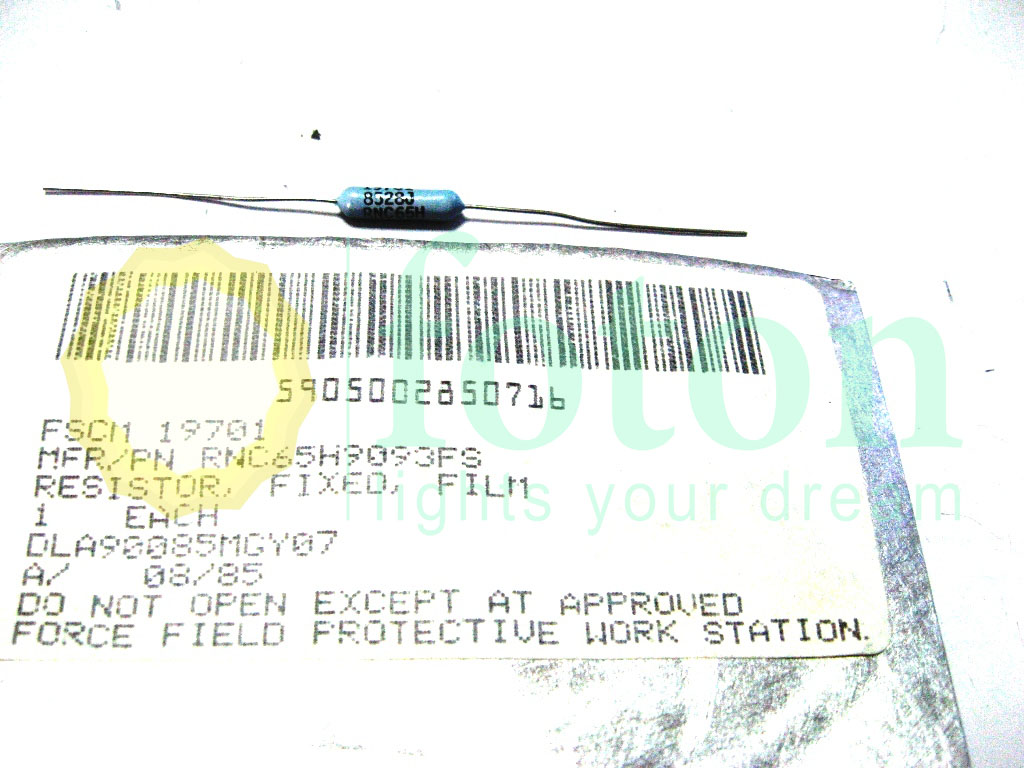 8528J
RNC65H
foton
lights your dream
5905002850716
FSCM 19701
MFR/PN RNC65H9093FS
RESISTOR, FIXED, FILM
1 EACH
DLA90085MGY07
A/ 08/85
DO NOT OPEN EXCEPT AT APPROVED
FORCE FIELD PROTECTIVE WORK STATION.